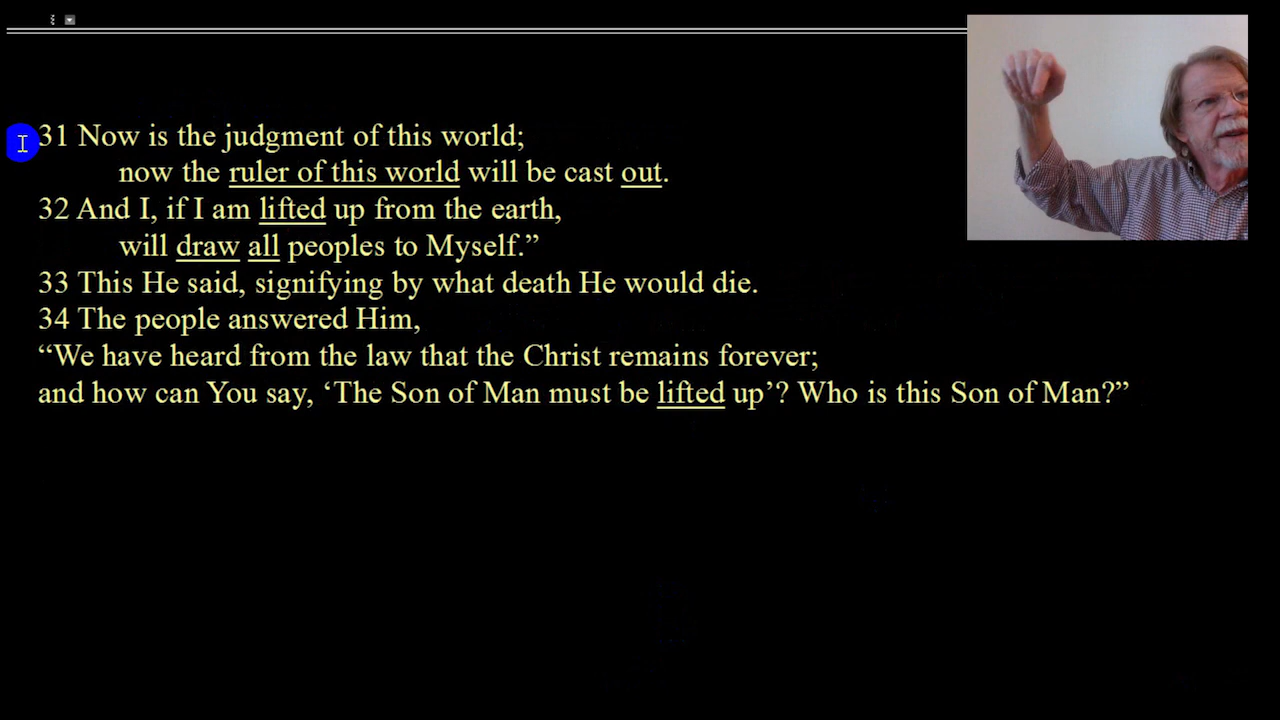 31 Now is the judgment of this world;
now the ruler of this world will be cast out.
32 And I, if I am lifted up from the earth,
will draw all peoples to Myself.”
33 This He said, signifying by what death He would die.
34 The people answered Him,
“We have heard from the law that the Christ remains forever;
and how can You say, ‘The Son of Man must be lifted up’? Who is this Son of Man?”